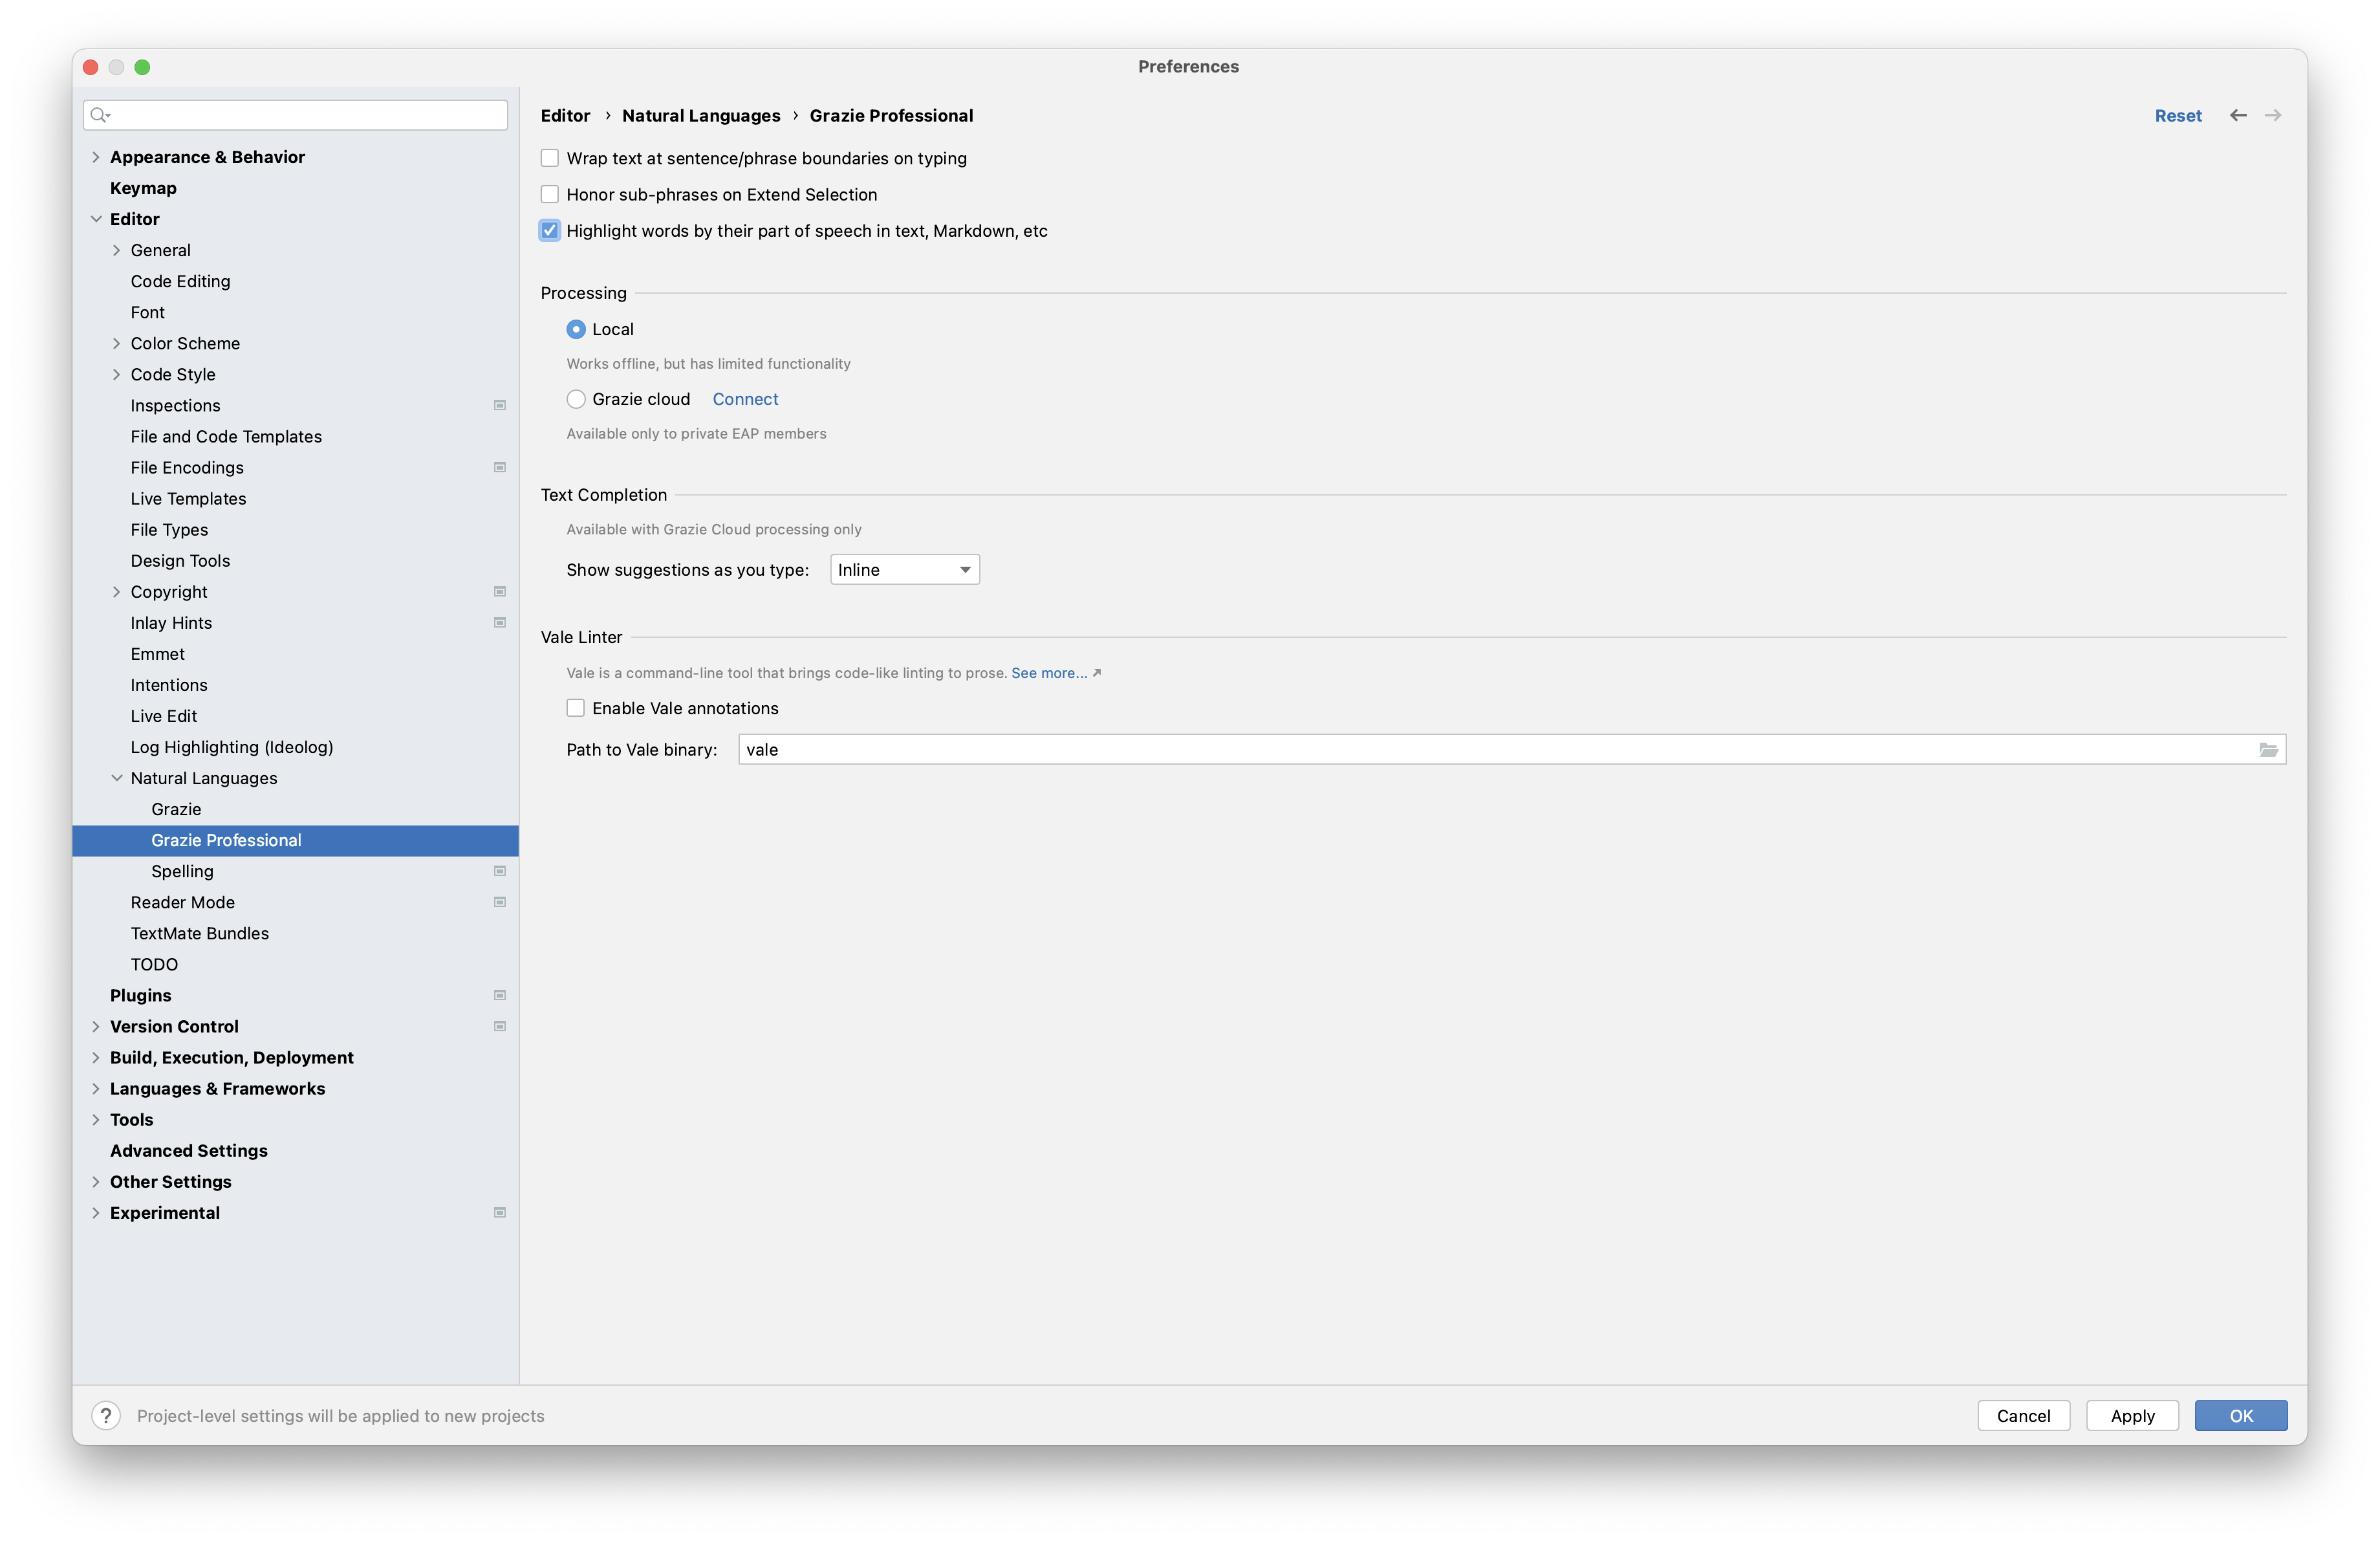 Preferences
Editor › Natural Languages › Grazie Professional
Reset
Appearance & Behavior
Keymap
Editor
General
Code Editing
Font
Color Scheme
Code Style
Inspections
File and Code Templates
File Encodings
Live Templates
File Types
Design Tools
Copyright
Inlay Hints
Emmet
Intentions
Live Edit
Log Highlighting (Ideolog)
Natural Languages
Grazie
Grazie Professional
Spelling
Reader Mode
TextMate Bundles
TODO
Plugins
Version Control
Build, Execution, Deployment
Languages & Frameworks
Tools
Advanced Settings
Other Settings
Experimental
Wrap text at sentence/phrase boundaries on typing
Honor sub-phrases on Extend Selection
Highlight words by their part of speech in text, Markdown, etc
Processing
Local
Works offline, but has limited functionality
Grazie cloud Connect
Available only to private EAP members
Text Completion
Available with Grazie Cloud processing only
Show suggestions as you type: Inline
Vale Linter
Vale is a command-line tool that brings code-like linting to prose. See more...
Enable Vale annotations
Path to Vale binary: vale
? Project-level settings will be applied to new projects
Cancel Apply OK